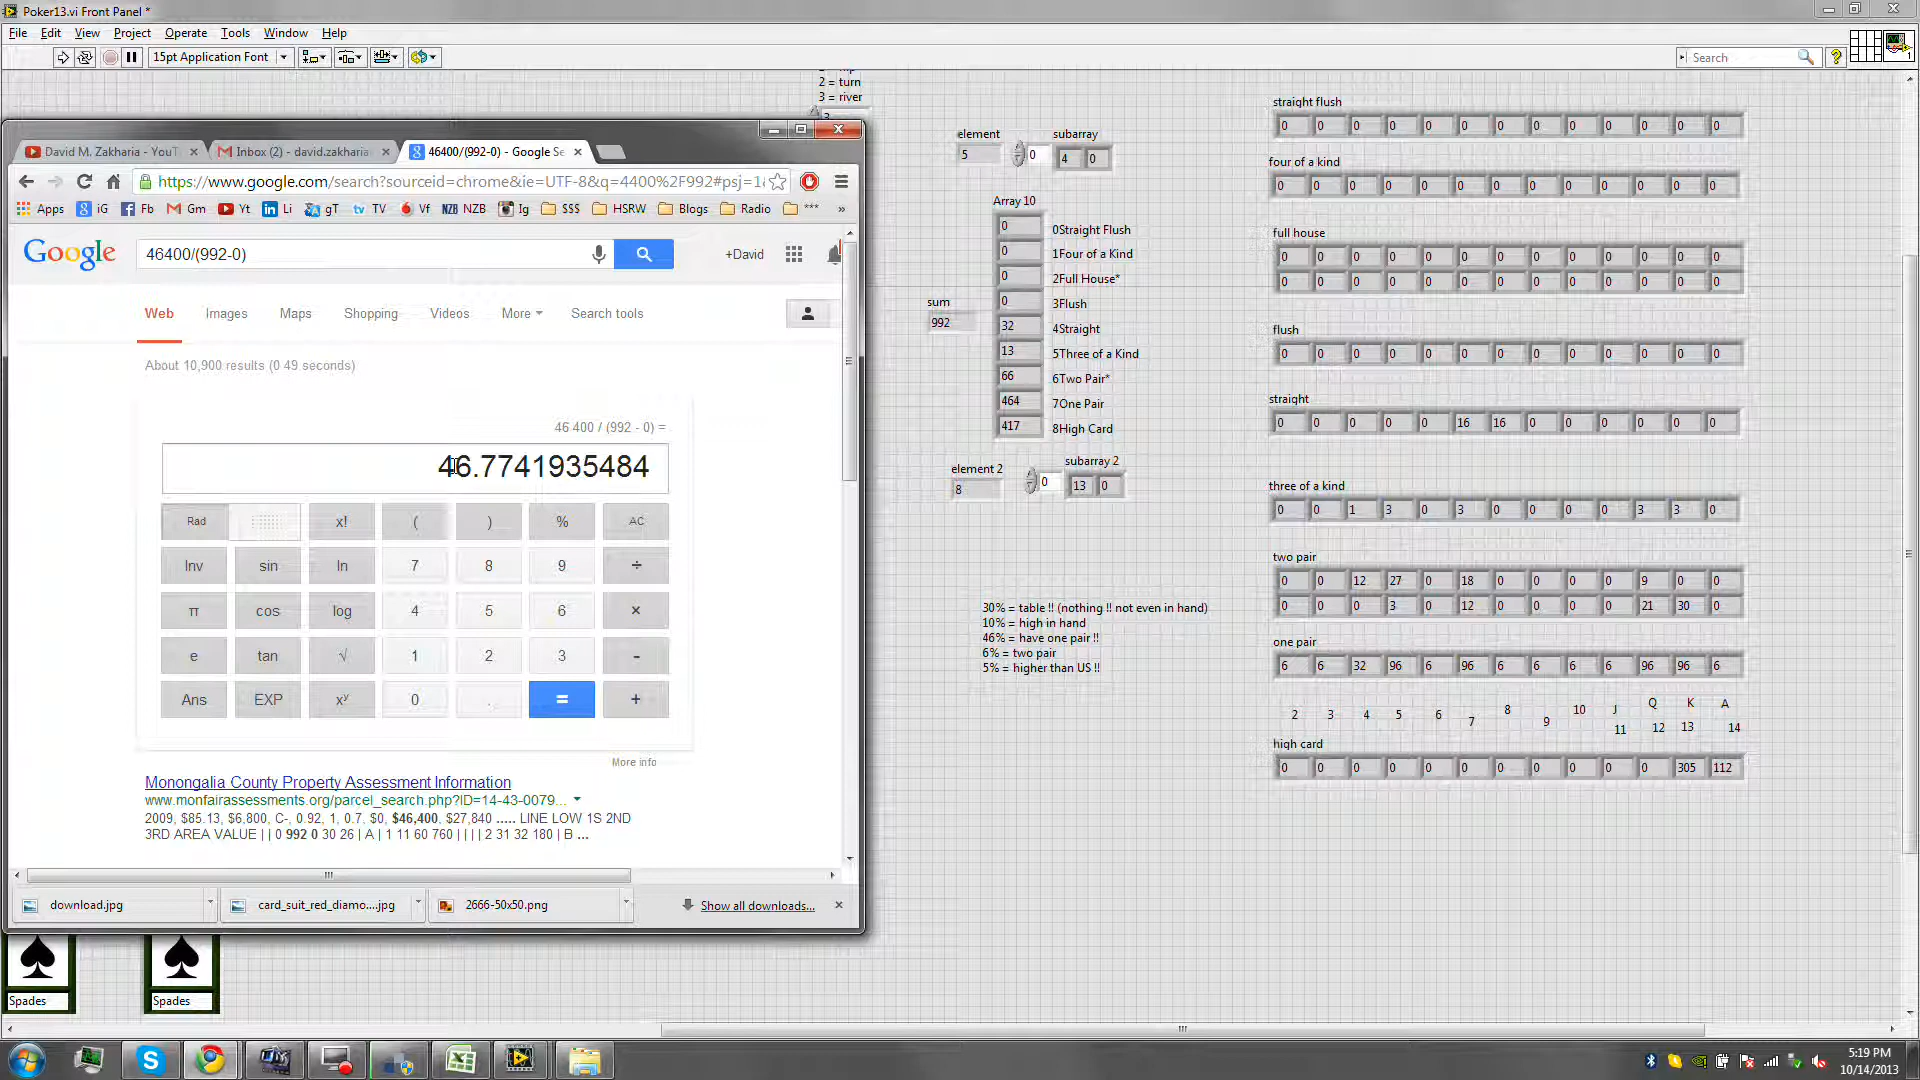 Poker13.vi Front Panel *
File Edit View Project Operate Tools Window Help
15pt Application Font
Search
2 = turn
3 = river
David M. Zakharia - YouT
Inbox (2) - david.zakharia
46400/(992-0) - Google Se
https://www.google.com/search?sourceid=chrome&ie=UTF-8&q=4400%2F992#psj=1
Apps iG Fb Gm Yt Li gT TV Vf NZB Ig $$$ HSRW Blogs Radio *** »
Google
46400/(992-0)
+David
Web Images Maps Shopping Videos More Search tools
About 10,900 results (0 49 seconds)
46 400 / (992 - 0) =
46.7741935484
Rad x! ( ) % AC
Inv sin ln 7 8 9 ÷
π cos log 4 5 6 ×
e tan √ 1 2 3 -
Ans EXP xʸ 0 . = +
More info
Monongalia County Property Assessment Information
www.monfairassessments.org/parcel_search.php?ID=14-43-0079...
2009, $85.13, $6,800, C-, 0.92, 1, 0.7. $0, $46,400, $27,840 ..... LINE LOW 1S 2ND
3RD AREA VALUE | | 0 992 0 30 26 | A | 1 11 60 760 | | | | 2 31 32 180 | B ...
download.jpg
card_suit_red_diamo....jpg
2666-50x50.png
Show all downloads...
Spades
Spades
element
5
0
subarray
4 0
Array 10
0 0Straight Flush
0 1Four of a Kind
0 2Full House*
0 3Flush
32 4Straight
13 5Three of a Kind
66 6Two Pair*
464 7One Pair
417 8High Card
sum
992
element 2
8
0
subarray 2
13 0
30% = table !! (nothing !! not even in hand)
10% = high in hand
46% = have one pair !!
6% = two pair
5% = higher than US !!
straight flush
0 0 0 0 0 0 0 0 0 0 0 0 0
four of a kind
0 0 0 0 0 0 0 0 0 0 0 0 0
full house
0 0 0 0 0 0 0 0 0 0 0 0 0
0 0 0 0 0 0 0 0 0 0 0 0 0
flush
0 0 0 0 0 0 0 0 0 0 0 0 0
straight
0 0 0 0 0 16 16 0 0 0 0 0 0
three of a kind
0 0 1 3 0 3 0 0 0 0 3 3 0
two pair
0 0 12 27 0 18 0 0 0 0 9 0 0
0 0 0 3 0 12 0 0 0 0 21 30 0
one pair
6 6 32 96 6 96 6 6 6 6 96 96 6
2 3 4 5 6 7 8 9 10 J Q K A
11 12 13 14
high card
0 0 0 0 0 0 0 0 0 0 0 305 112
5:19 PM
10/14/2013